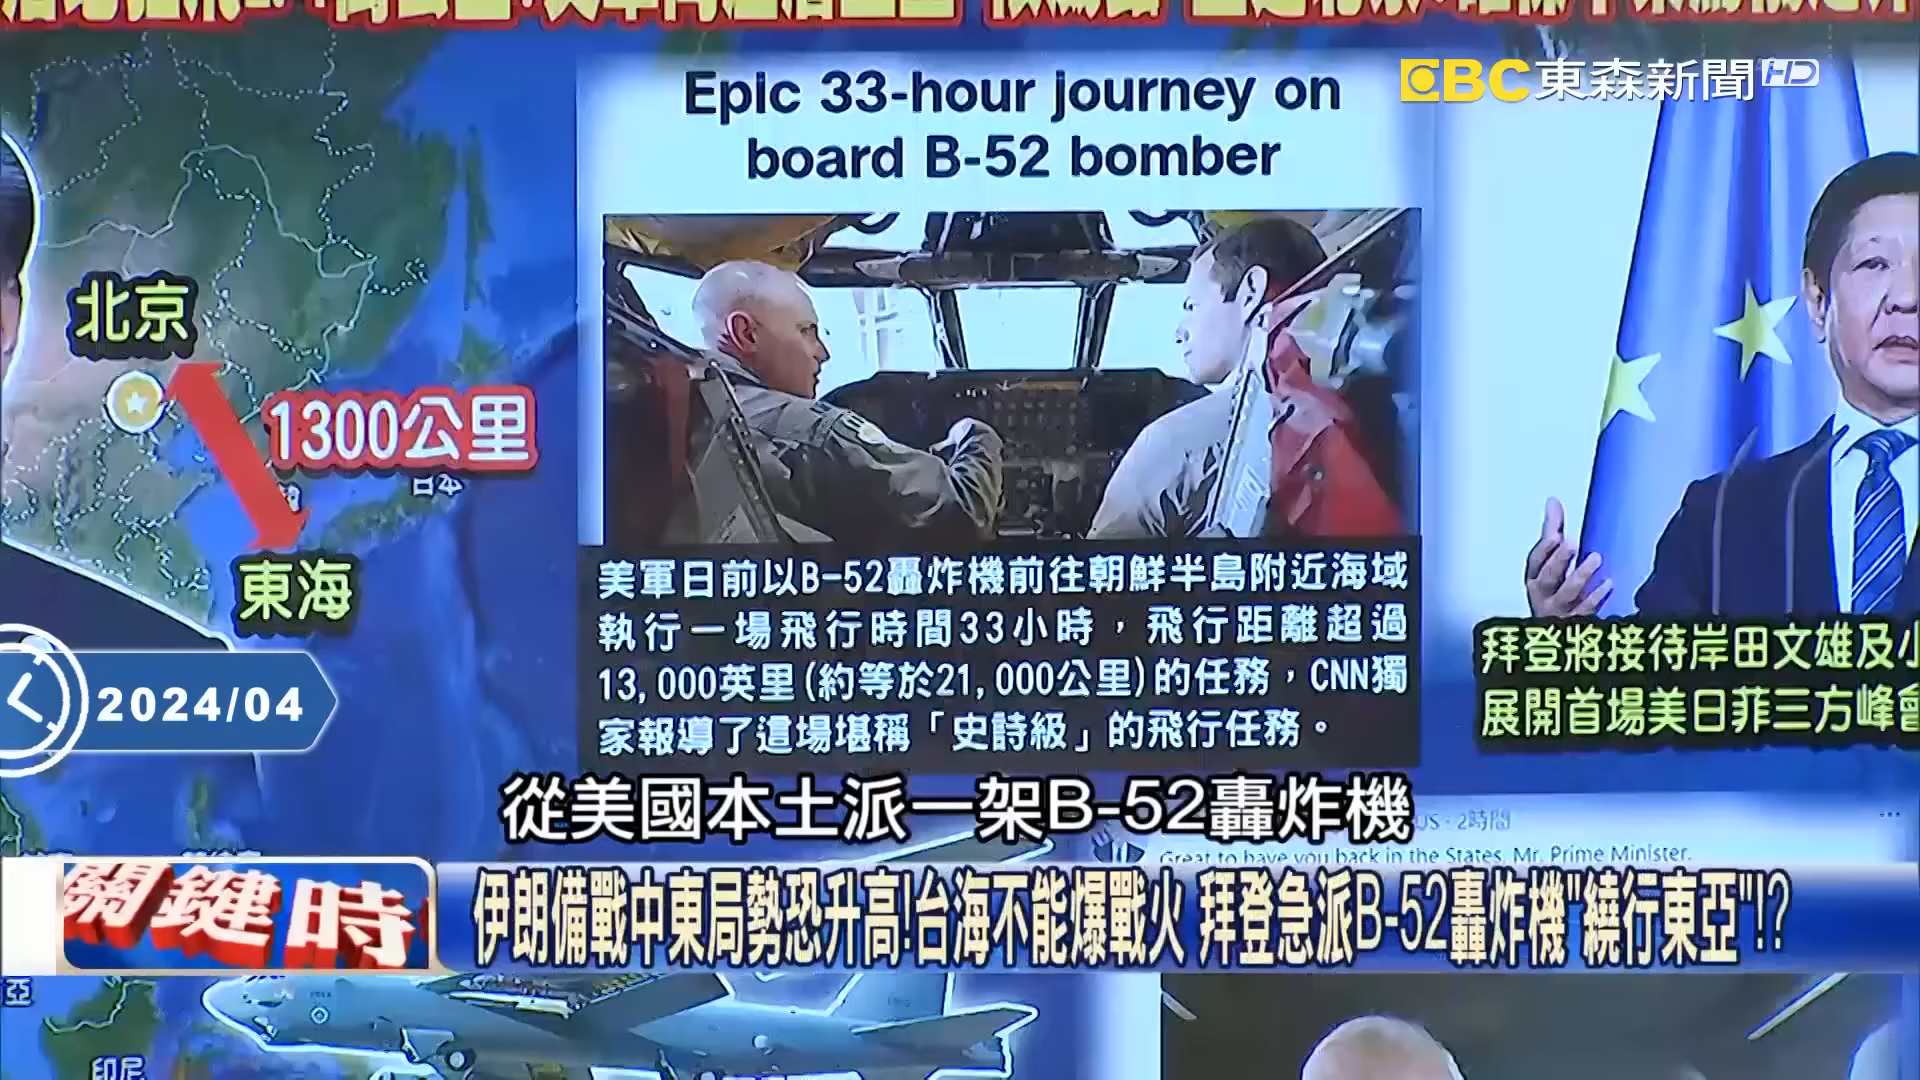 EBC東森新聞HD
Epic 33-hour journey on
board B-52 bomber
北京
1300公里
日本
東海
美軍日前以B-52轟炸機前往朝鮮半島附近海域
執行一場飛行時間33小時，飛行距離超過
13,000英里(約等於21,000公里)的任務，CNN獨
家報導了這場堪稱「史詩級」的飛行任務。
拜登將接待岸田文雄及小
展開首場美日菲三方峰會
2024/04
從美國本土派一架B-52轟炸機
US · 2時間
Great to have you back in the States, Mr. Prime Minister.
關鍵時
伊朗備戰中東局勢恐升高!台海不能爆戰火 拜登急派B-52轟炸機"繞行東亞"!?
亞
印尼